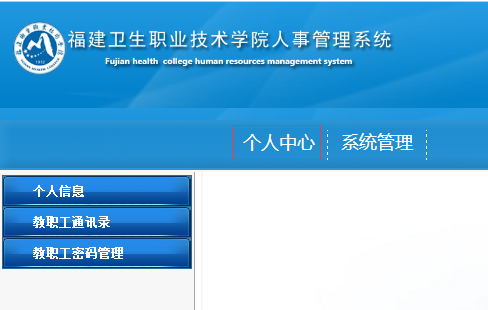 福建卫生职业技术学院人事管理系统
Fujian health college human resources management system
个人中心 系统管理
个人信息
教职工通讯录
教职工密码管理